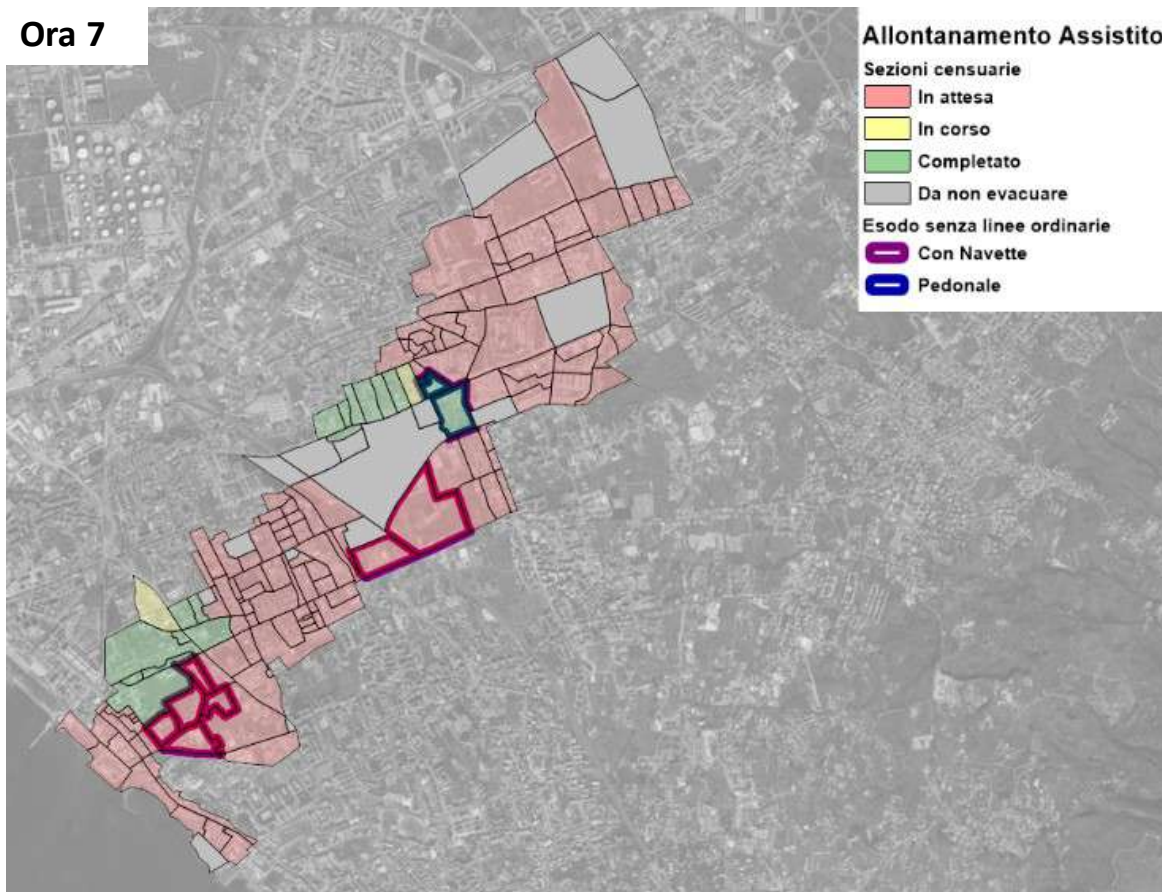 Ora 7
Allontanamento Assistito
Sezioni censuarie
In attesa
In corso
Completato
Da non evacuare
Esodo senza linee ordinarie
Con Navette
Pedonale